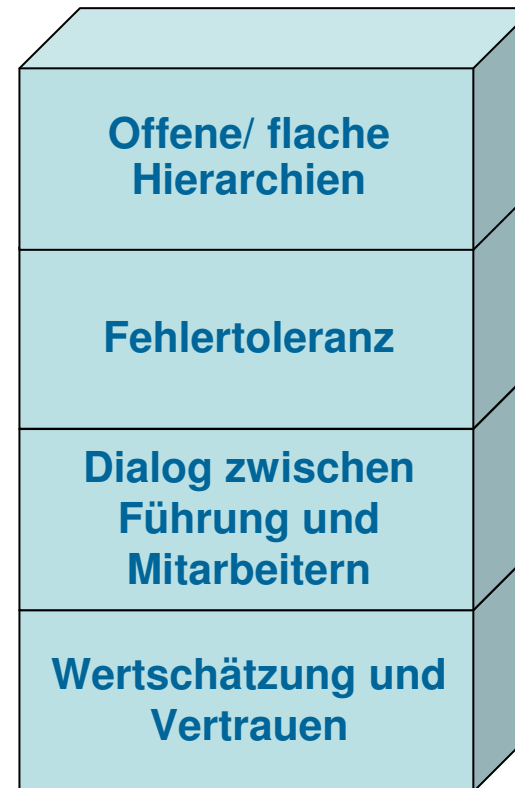 Offene/ flache
Hierarchien
Fehlertoleranz
Dialog zwischen
Führung und
Mitarbeitern
Wertschätzung und
Vertrauen